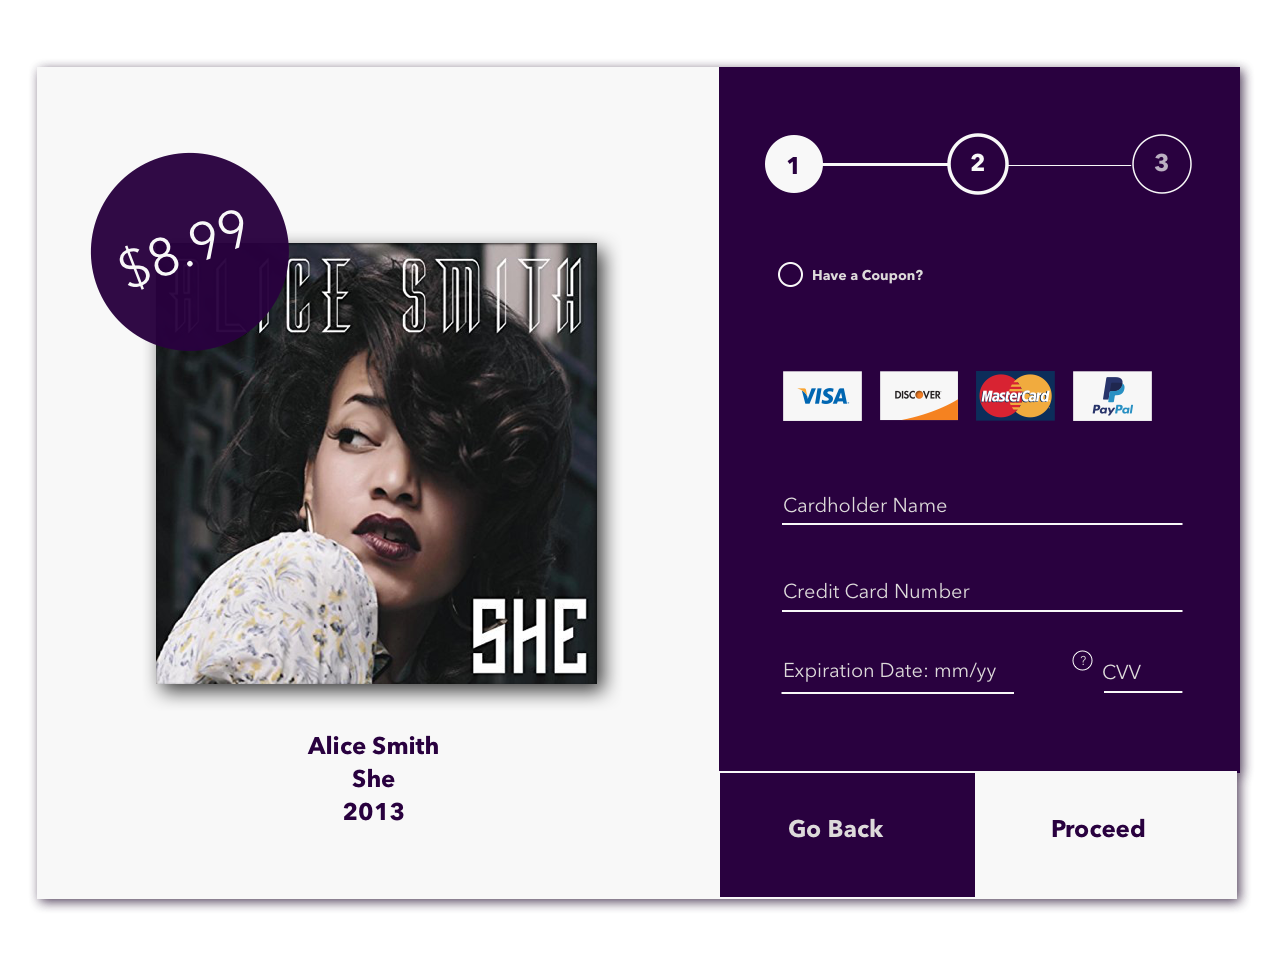 $8.99
ALICE SMITH
SHE
Alice Smith
She
2013
1
2
3
Have a Coupon?
VISA
DISCOVER
MasterCard
PayPal
Cardholder Name
Credit Card Number
Expiration Date: mm/yy
?
CVV
Go Back
Proceed